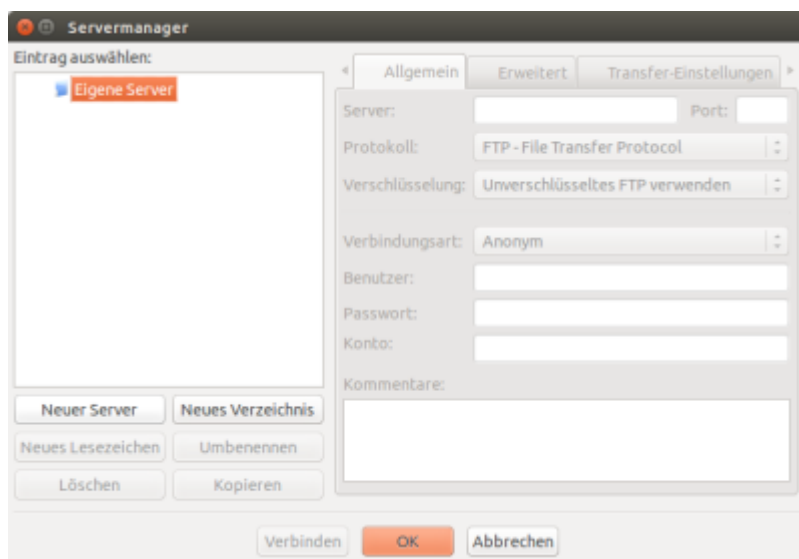 Servermanager
Eintrag auswählen:
Eigene Server
Neuer Server
Neues Verzeichnis
Neues Lesezeichen
Umbenennen
Löschen
Kopieren
Allgemein
Erweitert
Transfer-Einstellungen
Server:
Port:
Protokoll: FTP - File Transfer Protocol
Verschlüsselung: Unverschlüsseltes FTP verwenden
Verbindungsart: Anonym
Benutzer:
Passwort:
Konto:
Kommentare:
Verbinden
OK
Abbrechen